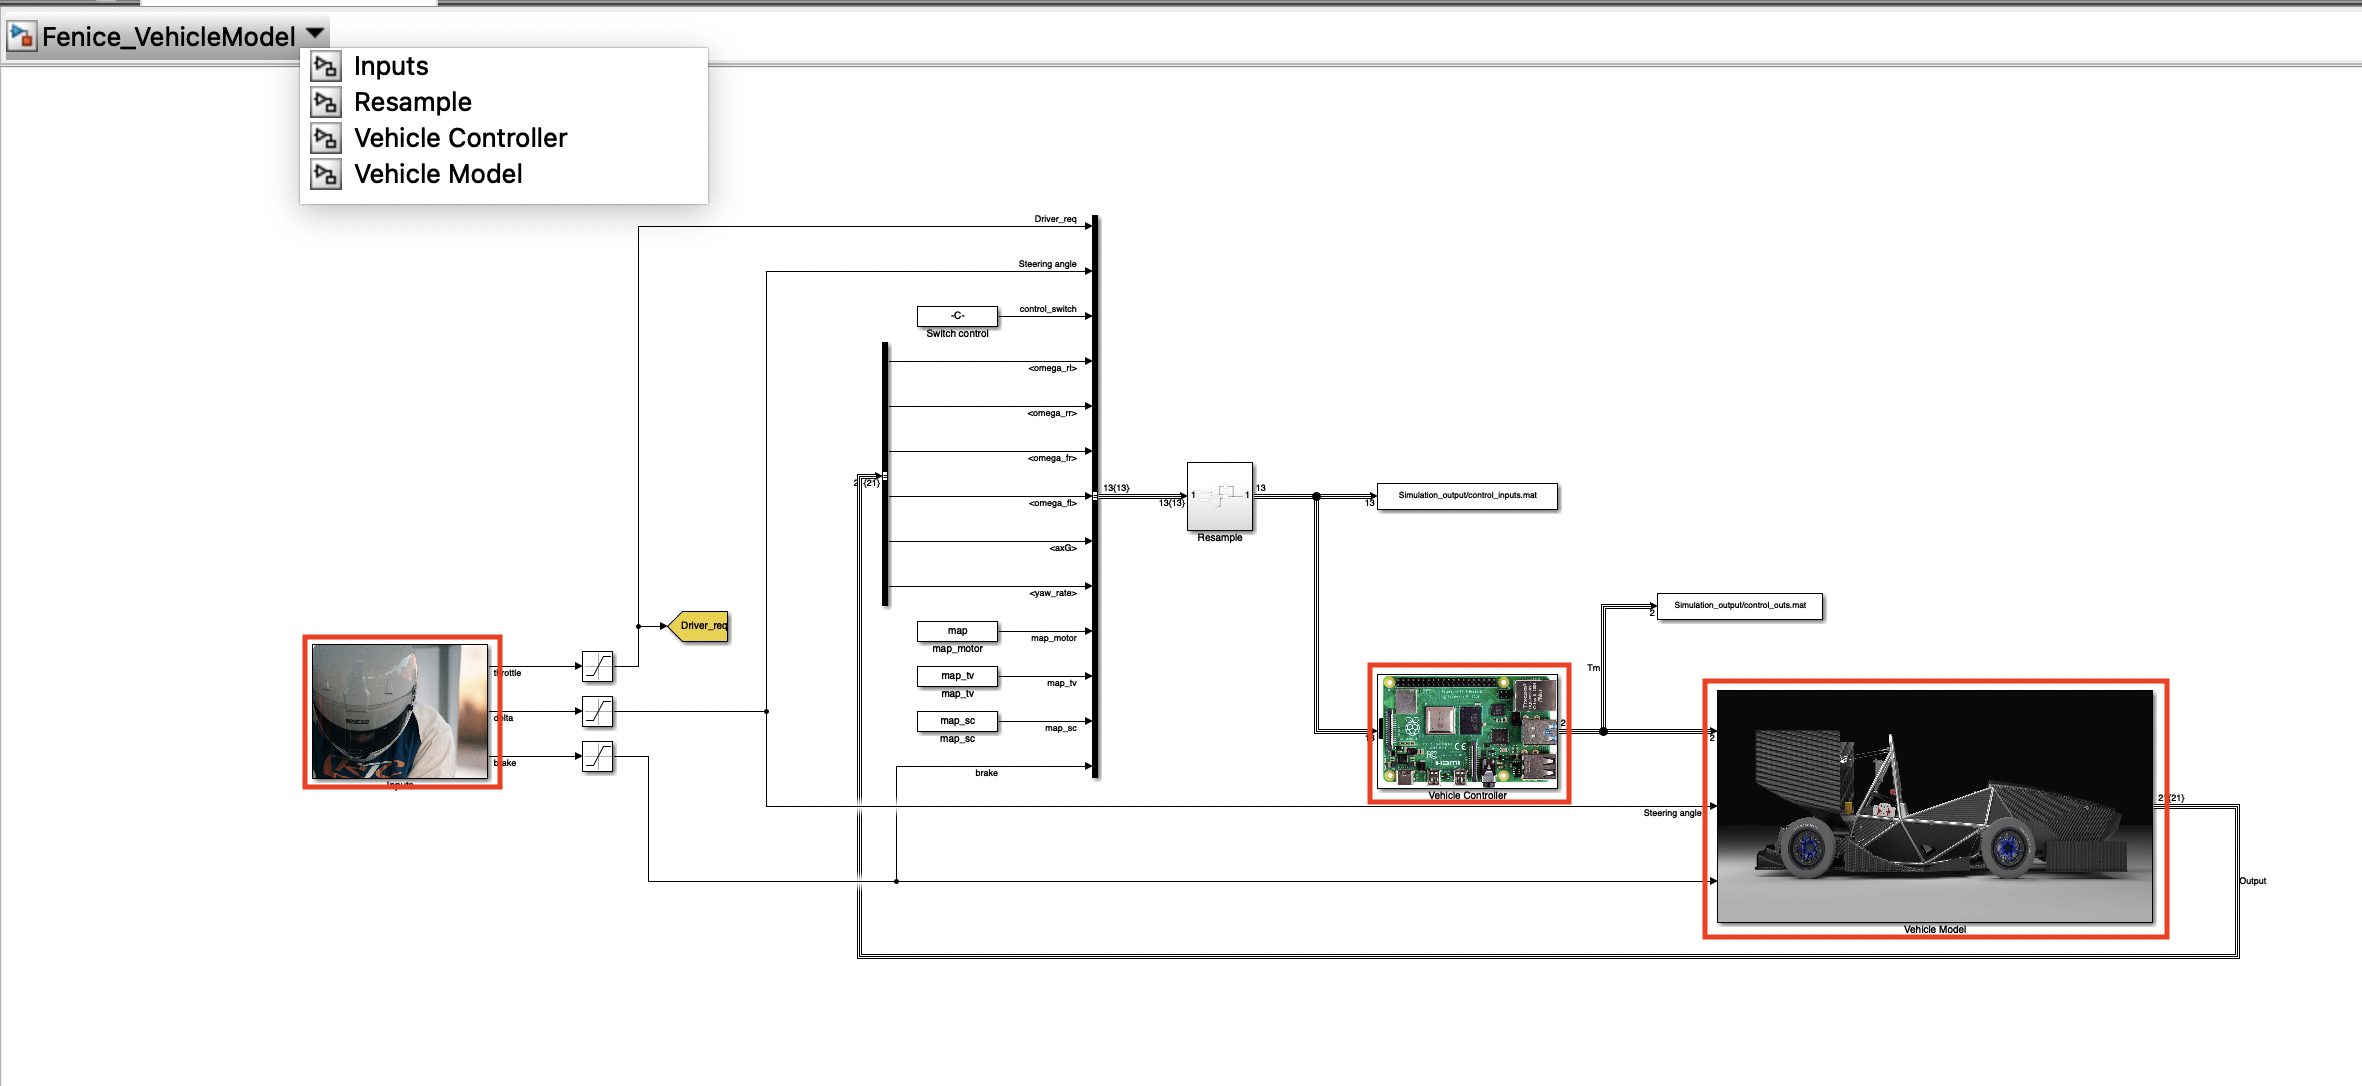 Fenice_VehicleModel
Inputs
Resample
Vehicle Controller
Vehicle Model
Driver_req
Steering angle
control_switch
-C-
Switch control
<omega_rl>
<omega_rr>
<omega_fr>
{21}
<omega_fl>
13{13}
13{13}
1
1
13
Resample
Simulation_output/control_inputs.mat
13
<axG>
<yaw_rate>
Driver_req
map
map_motor
map_motor
map_tv
map_tv
map_tv
map_sc
map_sc
map_sc
brake
throttle
delta
brake
Inputs
Simulation_output/control_outs.mat
2
Tm
2
2
HDMI
Vehicle Controller
Steering angle
{21}
Output
Vehicle Model